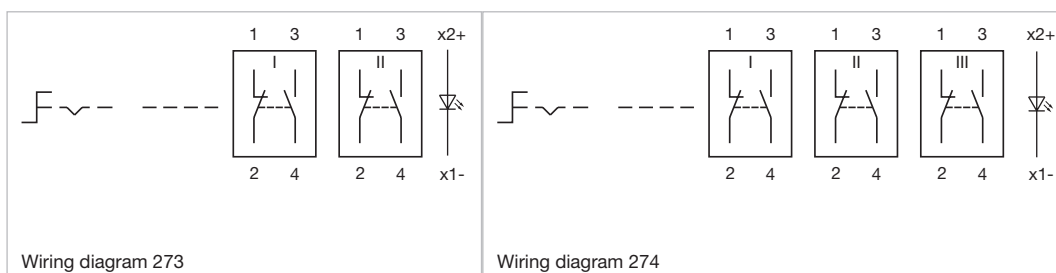 1 3 1 3 x2+
I II
2 4 2 4 x1-
Wiring diagram 273
1 3 1 3 1 3 x2+
I II III
2 4 2 4 2 4 x1-
Wiring diagram 274